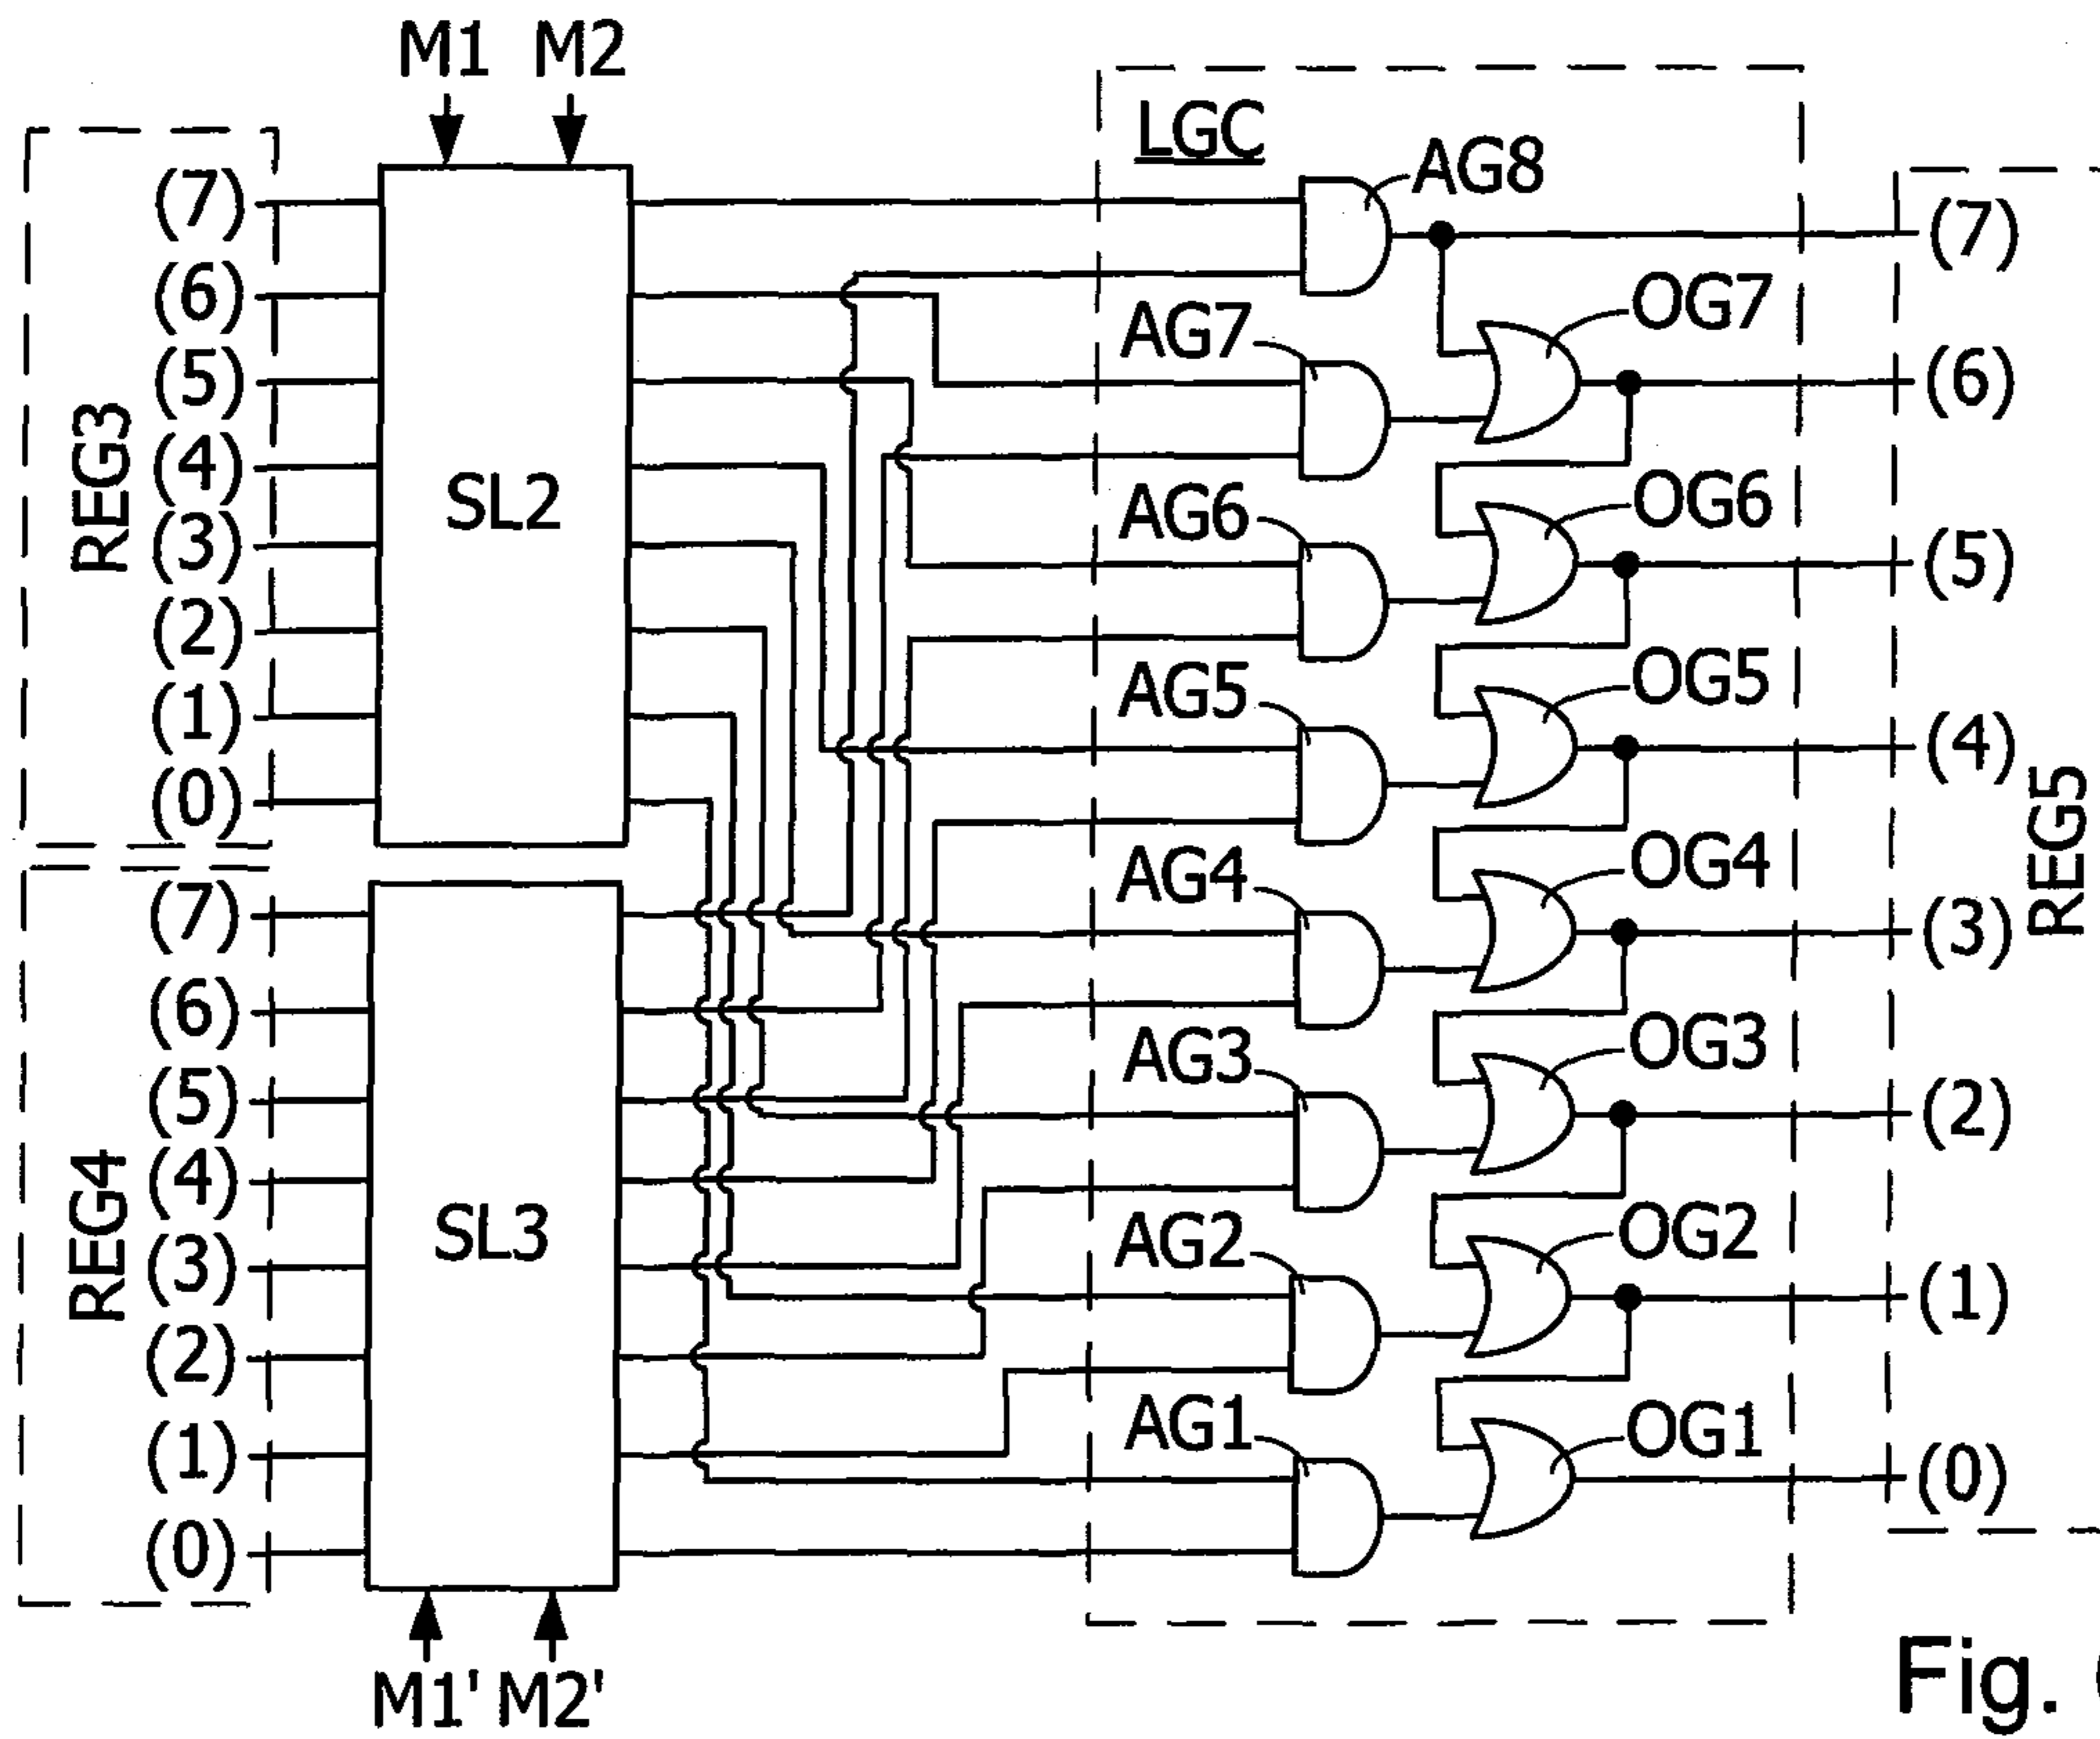 M1 M2
LGC
AG8
(7)
(6)
(5)
(4)
(3)
(2)
(1)
(0)
REG3
SL2
AG7
OG7
AG6
OG6
AG5
OG5
AG4
OG4
AG3
OG3
AG2
OG2
AG1
OG1
(7)
(6)
(5)
(4)
(3)
(2)
(1)
(0)
REG4
SL3
M1' M2'
(7)
(6)
(5)
(4)
(3)
(2)
(1)
(0)
REG5
Fig.